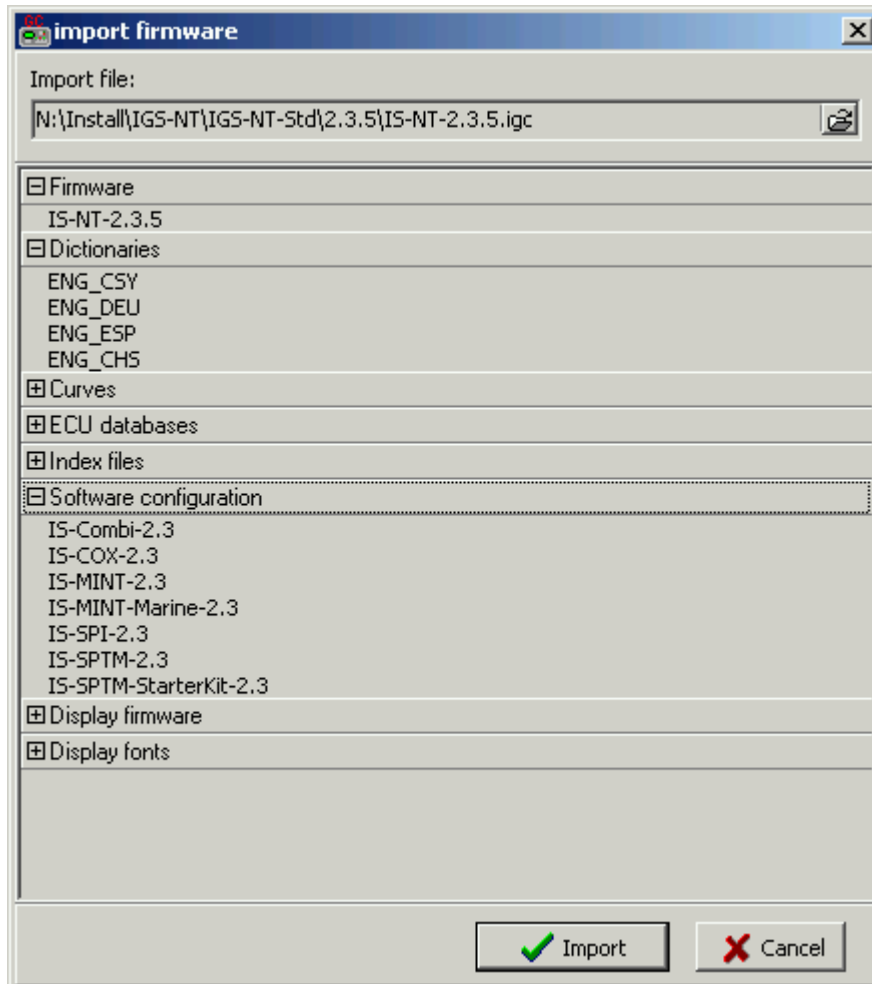 GC
import firmware
Import file:
N:\Install\IGS-NT\IGS-NT-Std\2.3.5\IS-NT-2.3.5.igc
Firmware
IS-NT-2.3.5
Dictionaries
ENG_CSY
ENG_DEU
ENG_ESP
ENG_CHS
Curves
ECU databases
Index files
Software configuration
IS-Combi-2.3
IS-COX-2.3
IS-MINT-2.3
IS-MINT-Marine-2.3
IS-SPI-2.3
IS-SPTM-2.3
IS-SPTM-StarterKit-2.3
Display firmware
Display fonts
Import
Cancel